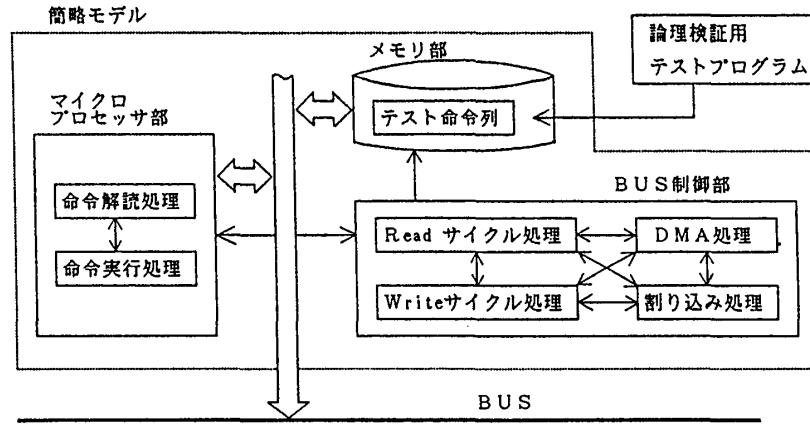 簡略モデル
論理検証用
テストプログラム
メモリ部
テスト命令列
マイクロ
プロセッサ部
命令解読処理
命令実行処理
BUS制御部
Read サイクル処理
DMA処理
Writeサイクル処理
割り込み処理
BUS